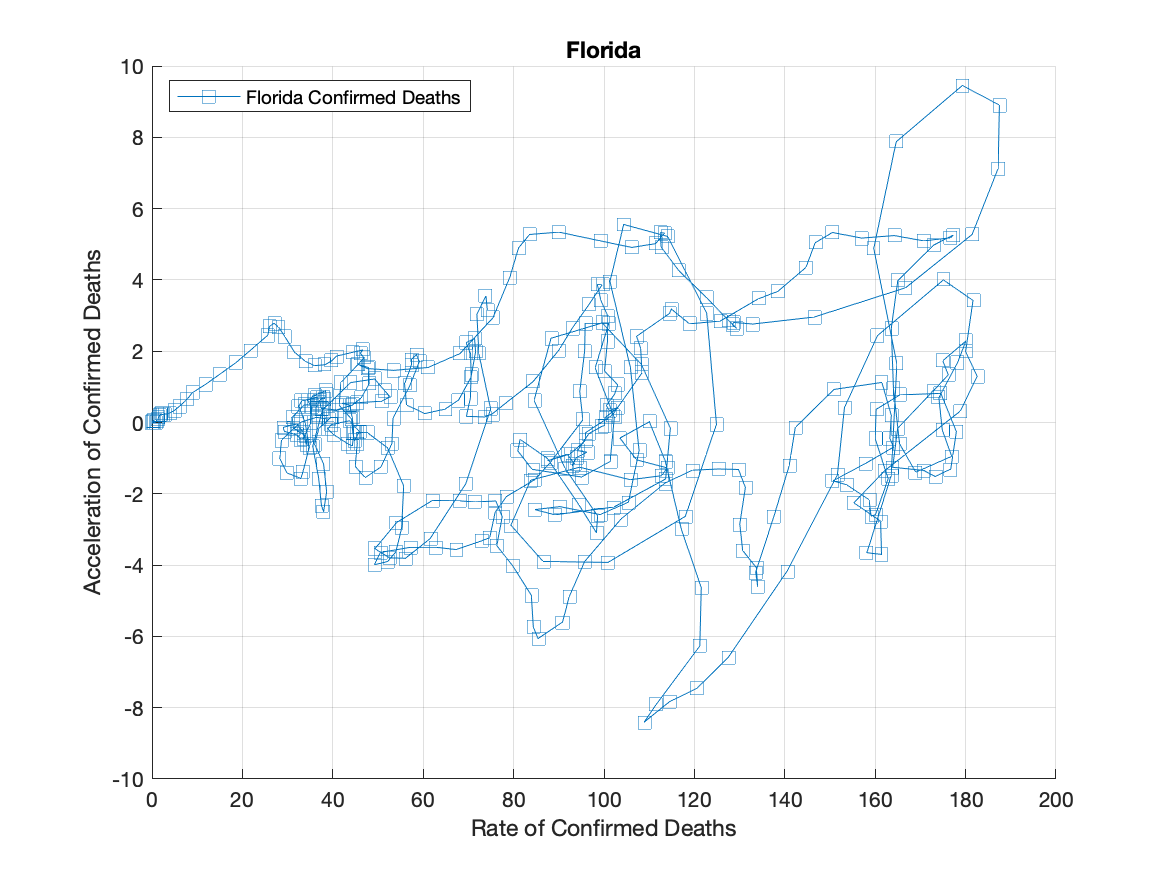 Florida
Florida Confirmed Deaths
10
8
6
4
2
0
-2
-4
-6
-8
-10
Acceleration of Confirmed Deaths
0 20 40 60 80 100 120 140 160 180 200
Rate of Confirmed Deaths